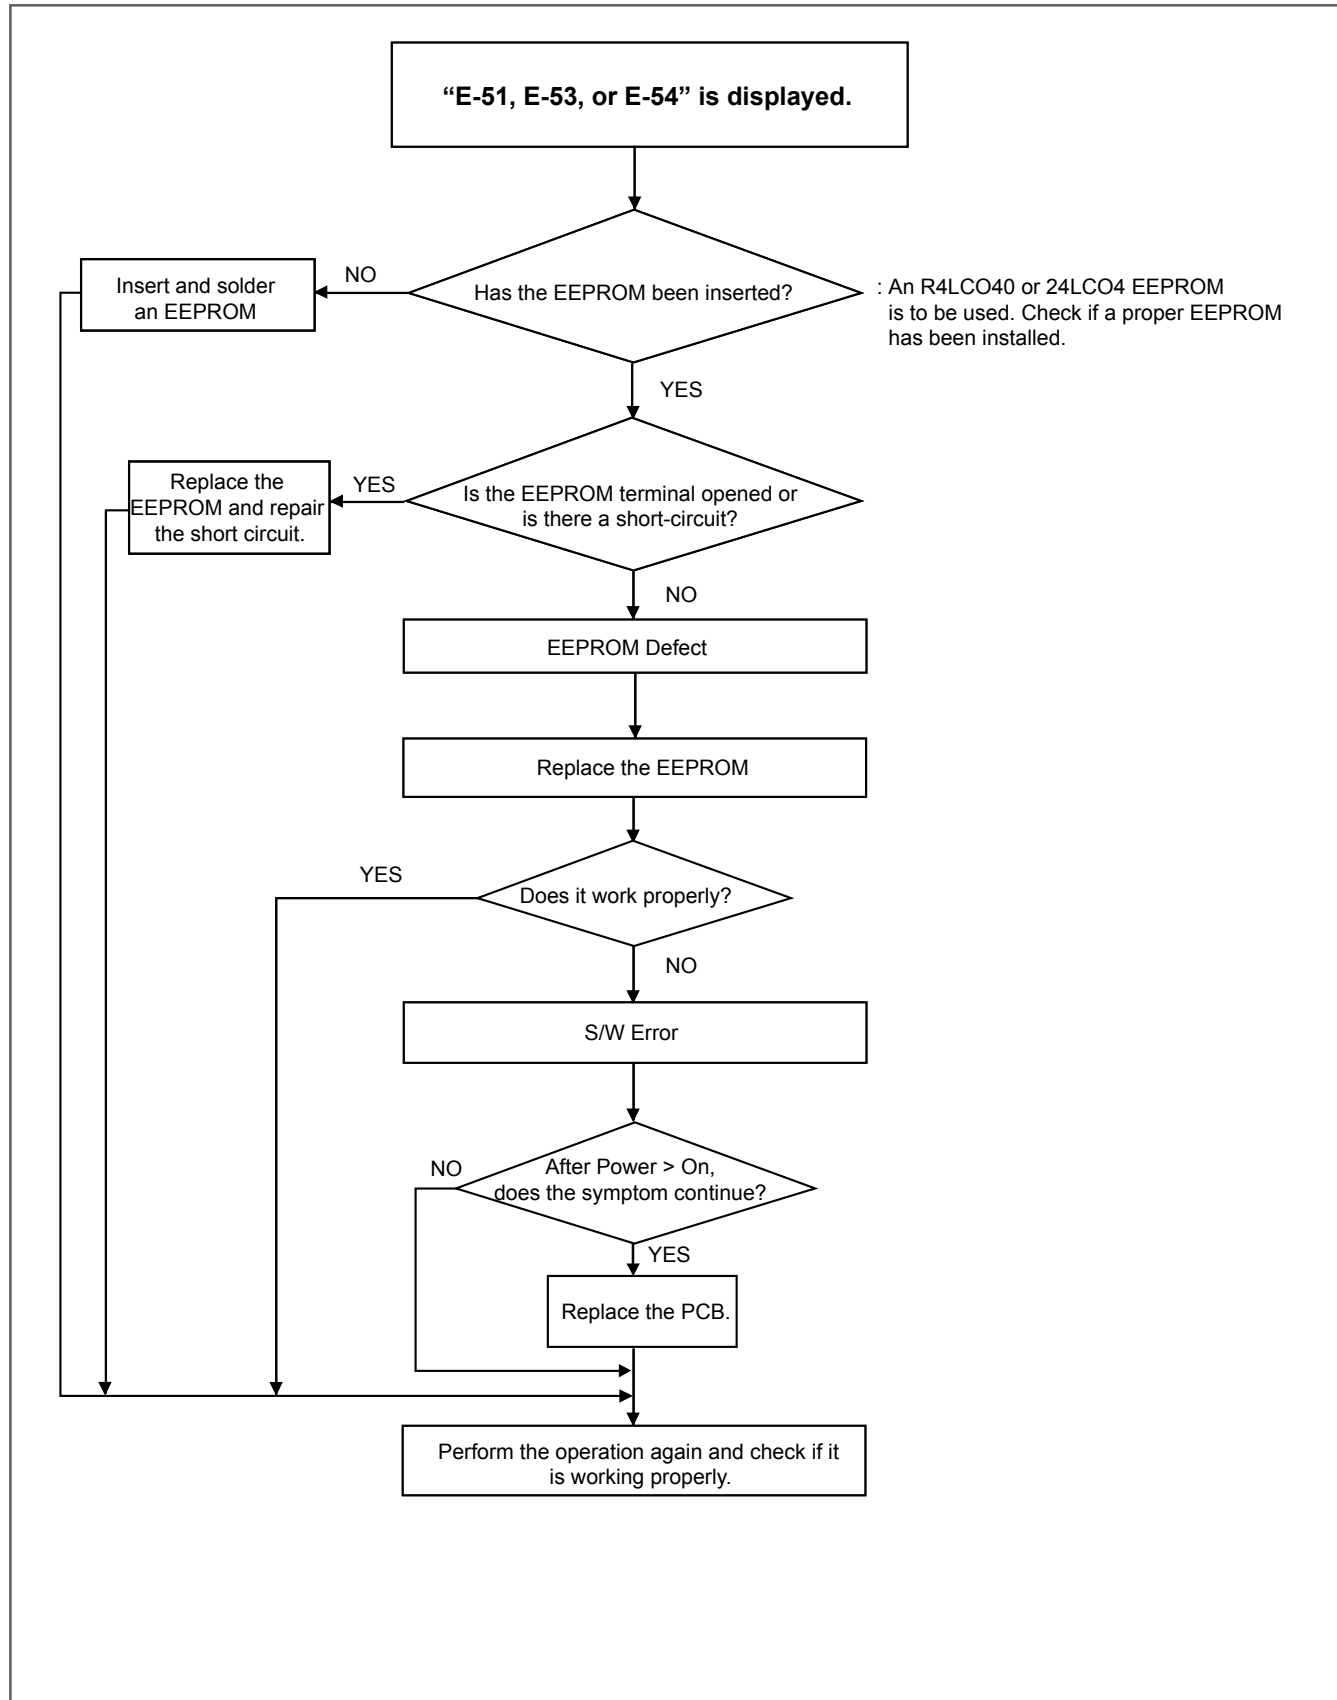 “E-51, E-53, or E-54” is displayed.
Has the EEPROM been inserted?
NO
Insert and solder
an EEPROM
: An R4LCO40 or 24LCO4 EEPROM
is to be used. Check if a proper EEPROM
has been installed.
YES
Is the EEPROM terminal opened or
is there a short-circuit?
YES
Replace the
EEPROM and repair
the short circuit.
NO
EEPROM Defect
Replace the EEPROM
Does it work properly?
YES
NO
S/W Error
After Power > On,
does the symptom continue?
NO
YES
Replace the PCB.
Perform the operation again and check if it
is working properly.